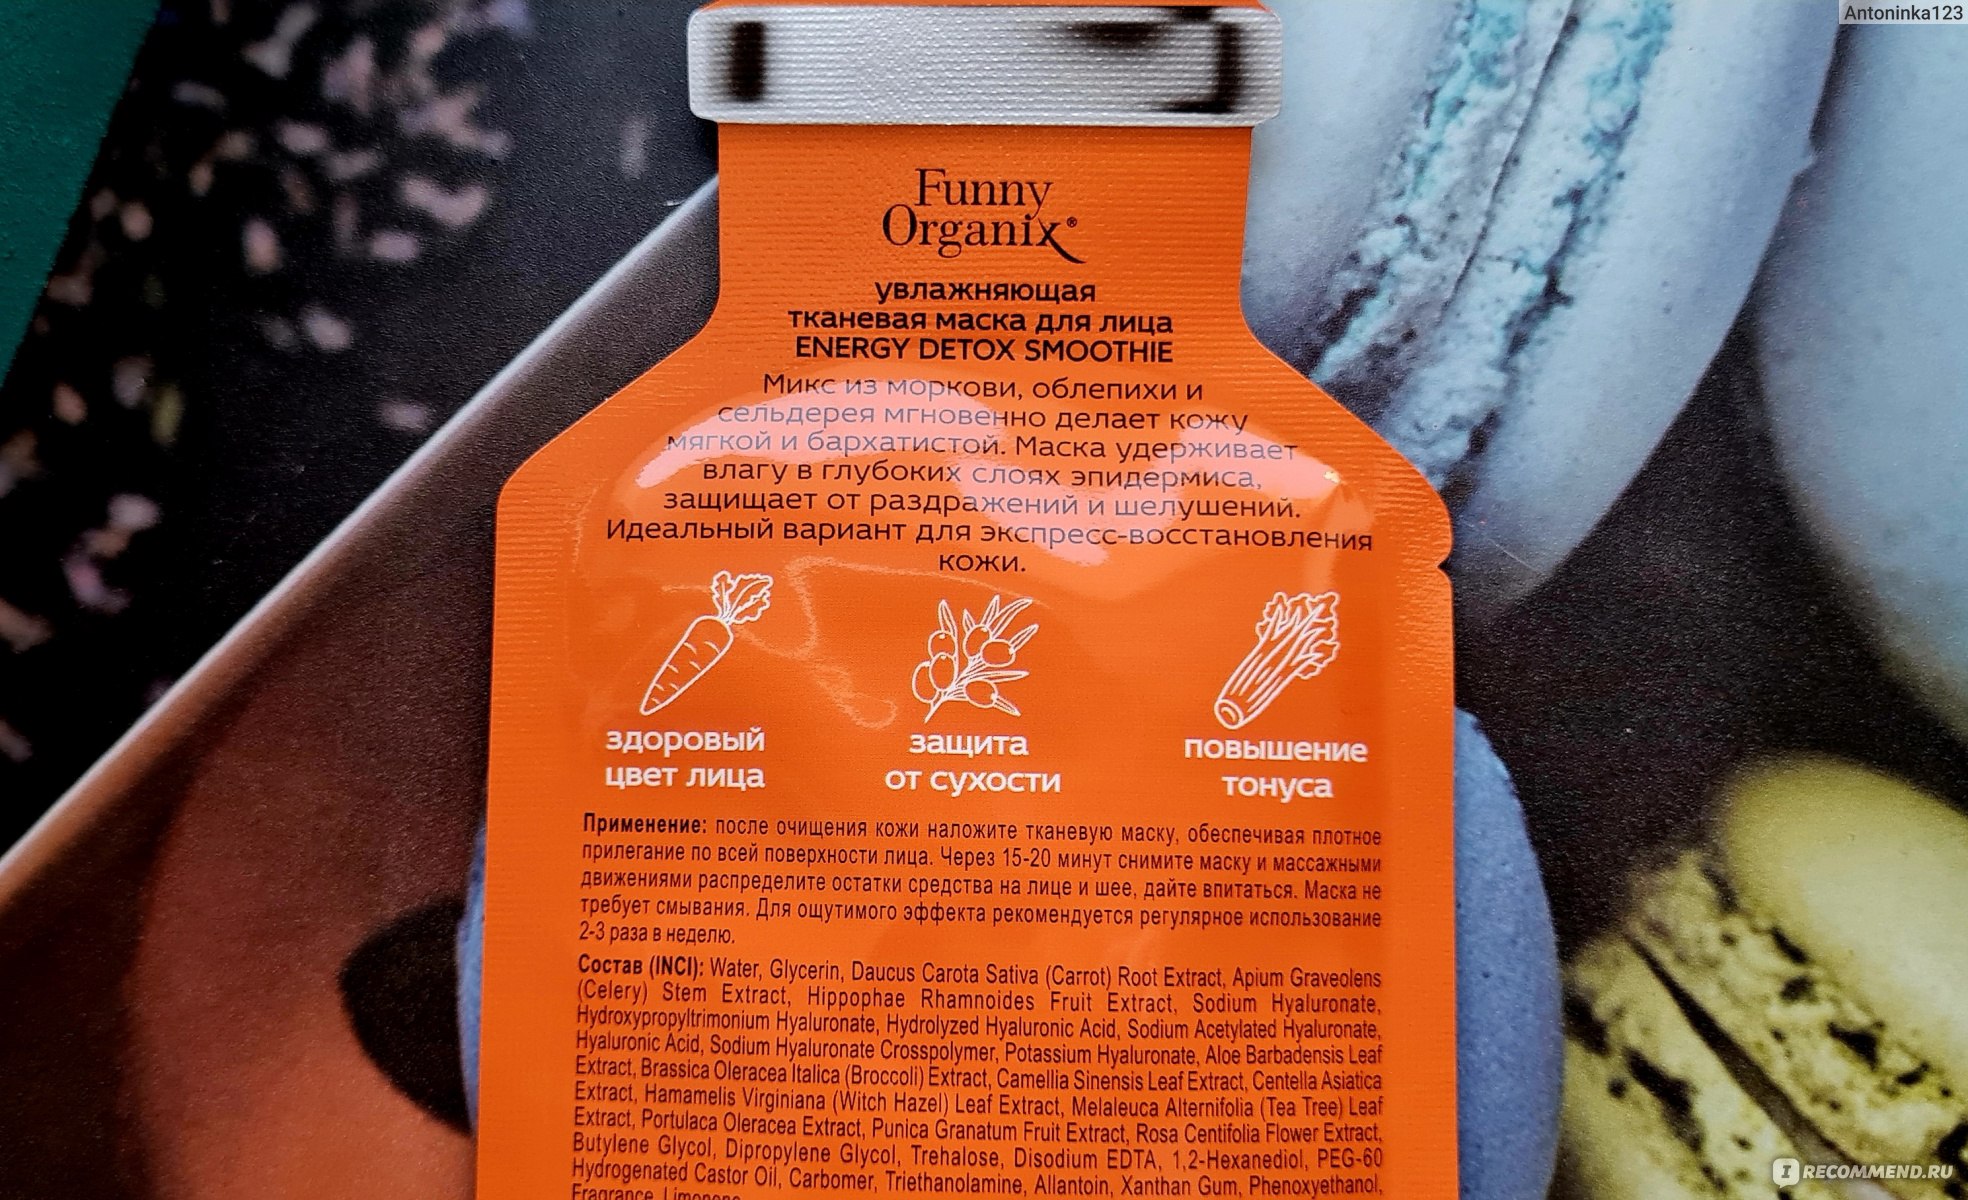 Antoninka123
Funny
Organix®
увлажняющая
тканевая маска для лица
ENERGY DETOX SMOOTHIE
Микс из моркови, облепихи и
сельдерея мгновенно делает кожу
мягкой и бархатистой. Маска удерживает
влагу в глубоких слоях эпидермиса,
защищает от раздражений и шелушений.
Идеальный вариант для экспресс-восстановления
кожи.
здоровый
цвет лица
защита
от сухости
повышение
тонуса
Применение: после очищения кожи наложите тканевую маску, обеспечивая плотное
прилегание по всей поверхности лица. Через 15-20 минут снимите маску и массажными
движениями распределите остатки средства на лице и шее, дайте впитаться. Маска не
требует смывания. Для ощутимого эффекта рекомендуется регулярное использование
2-3 раза в неделю.
Состав (INCI): Water, Glycerin, Daucus Carota Sativa (Carrot) Root Extract, Apium Graveolens
(Celery) Stem Extract, Hippophae Rhamnoides Fruit Extract, Sodium Hyaluronate,
Hydroxypropyltrimonium Hyaluronate, Hydrolyzed Hyaluronic Acid, Sodium Acetylated Hyaluronate,
Hyaluronic Acid, Sodium Hyaluronate Crosspolymer, Potassium Hyaluronate, Aloe Barbadensis Leaf
Extract, Brassica Oleracea Italica (Broccoli) Extract, Camellia Sinensis Leaf Extract, Centella Asiatica
Extract, Hamamelis Virginiana (Witch Hazel) Leaf Extract, Melaleuca Alternifolia (Tea Tree) Leaf
Extract, Portulaca Oleracea Extract, Punica Granatum Fruit Extract, Rosa Centifolia Flower Extract,
Butylene Glycol, Dipropylene Glycol, Trehalose, Disodium EDTA, 1,2-Hexanediol, PEG-60
Hydrogenated Castor Oil, Carbomer, Triethanolamine, Allantoin, Xanthan Gum, Phenoxyethanol,
Fragrance, Limonene
IRECOMMEND.RU